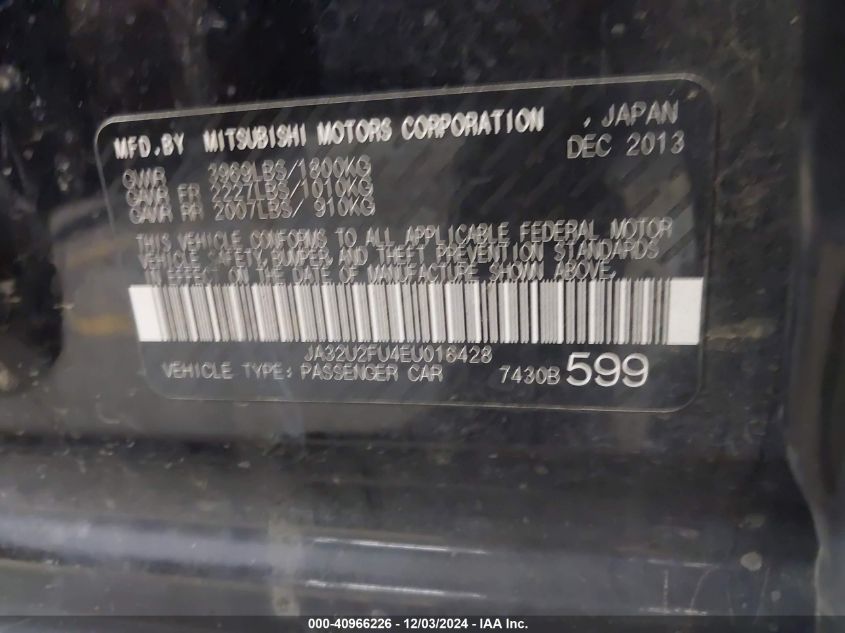 MFD.BY MITSUBISHI MOTORS CORPORATION , JAPAN
DEC 2013
GVWR 3969LBS/1800KG
GAWR FR 2227LBS/1010KG
GAWR RR 2007LBS/ 910KG
THIS VEHICLE CONFORMS TO ALL APPLICABLE FEDERAL MOTOR
VEHICLE SAFETY,BUMPER,AND THEFT PREVENTION STANDARDS
IN EFFECT ON THE DATE OF MANUFACTURE SHOWN ABOVE.
JA32U2FU4EU016428
VEHICLE TYPE: PASSENGER CAR 7430B 599
000-40966226 - 12/03/2024 - IAA Inc.